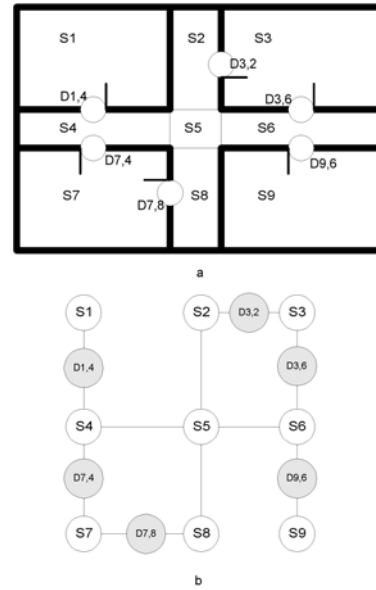 S1 S2 S3
D3,2
D1,4 D3,6
S4 S5 S6
D7,4 D9,6
S7 D7,8 S8 S9
a
S1 S2 D3,2 S3
D1,4 D3,6
S4 S5 S6
D7,4 D9,6
S7 D7,8 S8 S9
b